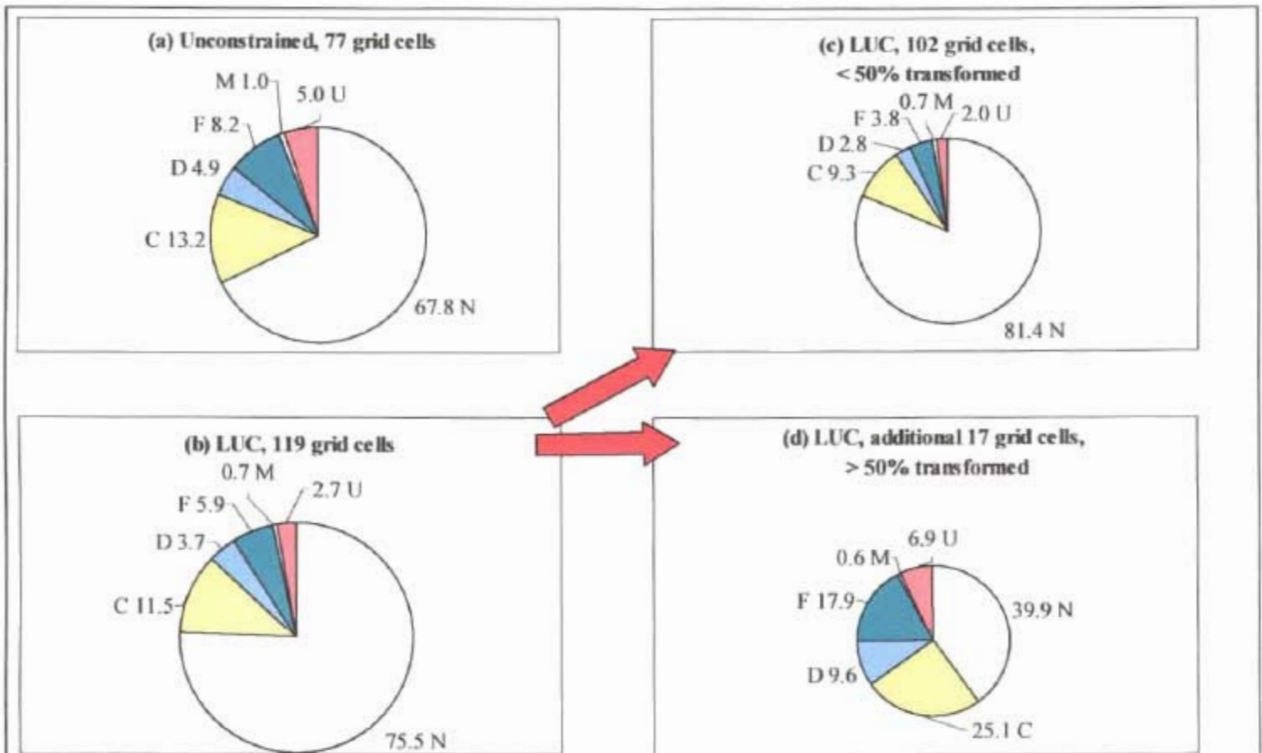 (a) Unconstrained, 77 grid cells
M 1.0
5.0 U
F 8.2
D 4.9
C 13.2
67.8 N
(c) LUC, 102 grid cells,
< 50% transformed
0.7 M
2.0 U
F 3.8
D 2.8
C 9.3
81.4 N
(b) LUC, 119 grid cells
0.7 M
2.7 U
F 5.9
D 3.7
C 11.5
75.5 N
(d) LUC, additional 17 grid cells,
> 50% transformed
6.9 U
0.6 M
F 17.9
39.9 N
D 9.6
25.1 C